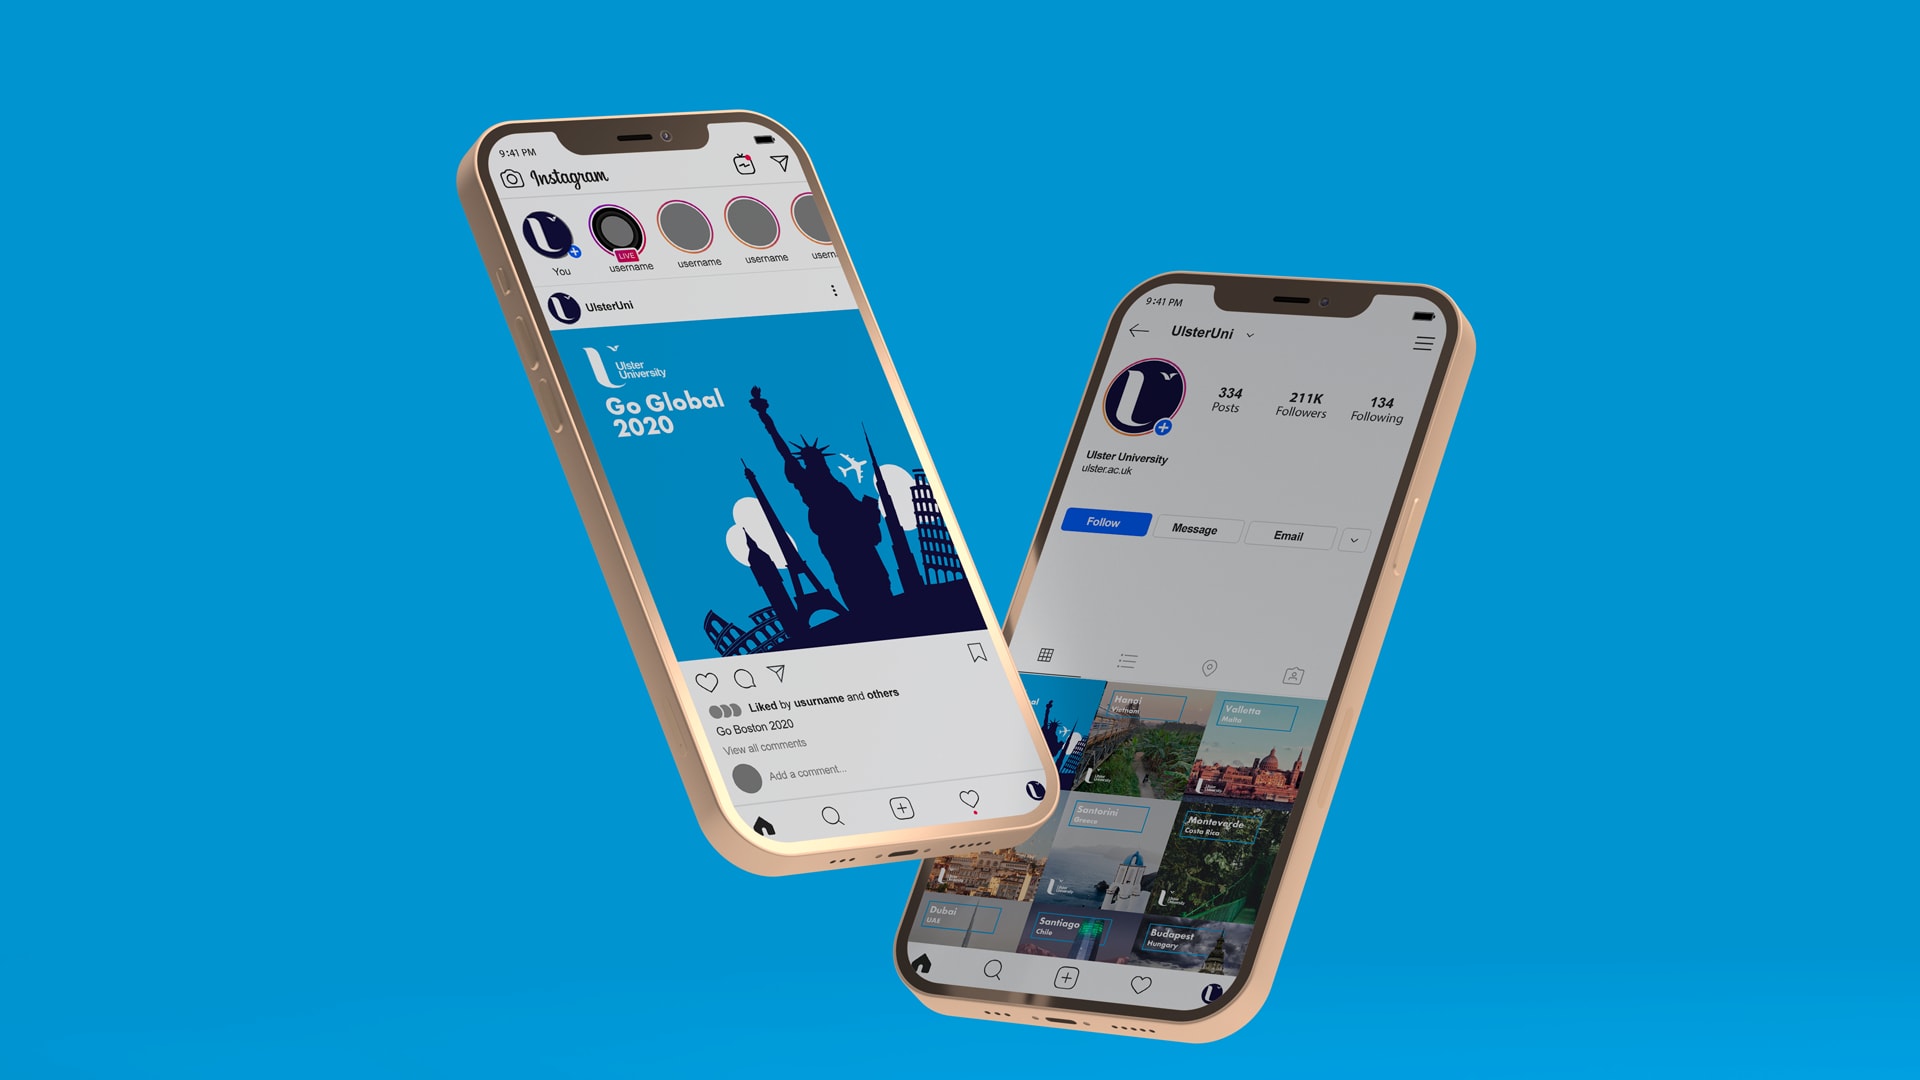 9:41 PM
Instagram
You
LIVE
username
username
username
usern
UlsterUni
Ulster
University
Go Global
2020
Liked by usurname and others
Go Boston 2020
View all comments
Add a comment...
9:41 PM
UlsterUni
334
Posts
211K
Followers
134
Following
Ulster University
ulster.ac.uk
Follow
Message
Email
al
Hanoi
Vietnam
Valletta
Malta
Santorini
Greece
Ulster
University
Monteverde
Costa Rica
Dubai
UAE
Santiago
Chile
Budapest
Hungary